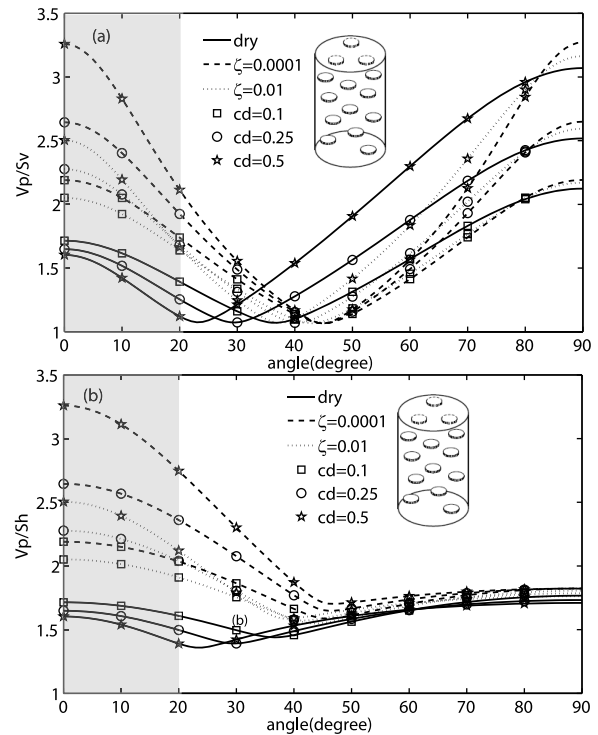 3.5
(a)
dry
ζ=0.0001
ζ=0.01
cd=0.1
cd=0.25
cd=0.5
3
2.5
2
1.5
1
Vp/Sv
0 10 20 30 40 50 60 70 80 90
angle(degree)
3.5
(b)
dry
ζ=0.0001
ζ=0.01
cd=0.1
cd=0.25
cd=0.5
3
2.5
2
1.5
1
Vp/Sh
(b)
0 10 20 30 40 50 60 70 80 90
angle(degree)